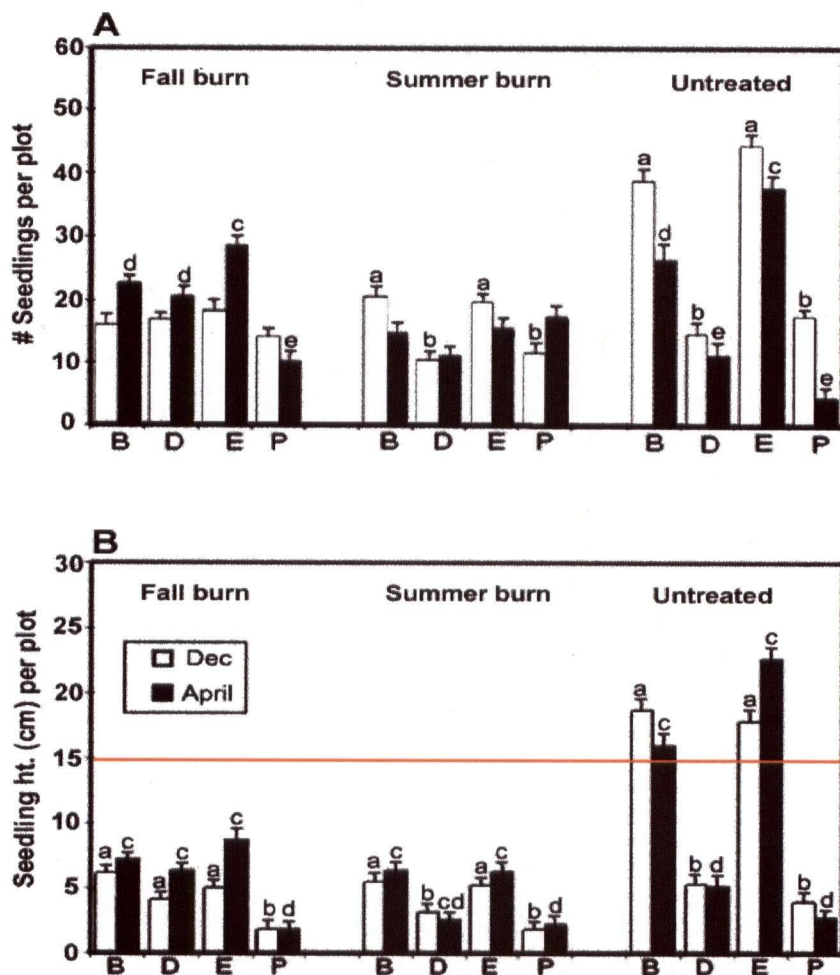 A
60
Fall burn Summer burn Untreated
50
40
30
20
10
0
# Seedlings per plot
d d c e
a b a b
a d b e a c b e
B D E P B D E P B D E P
B
30
Fall burn Summer burn Untreated
25
20
15
10
5
0
Seedling ht. (cm) per plot
Dec
April
a c a c a c b d
a c b cd a c b d
a c d d a c b d
B D E P B D E P B D E P